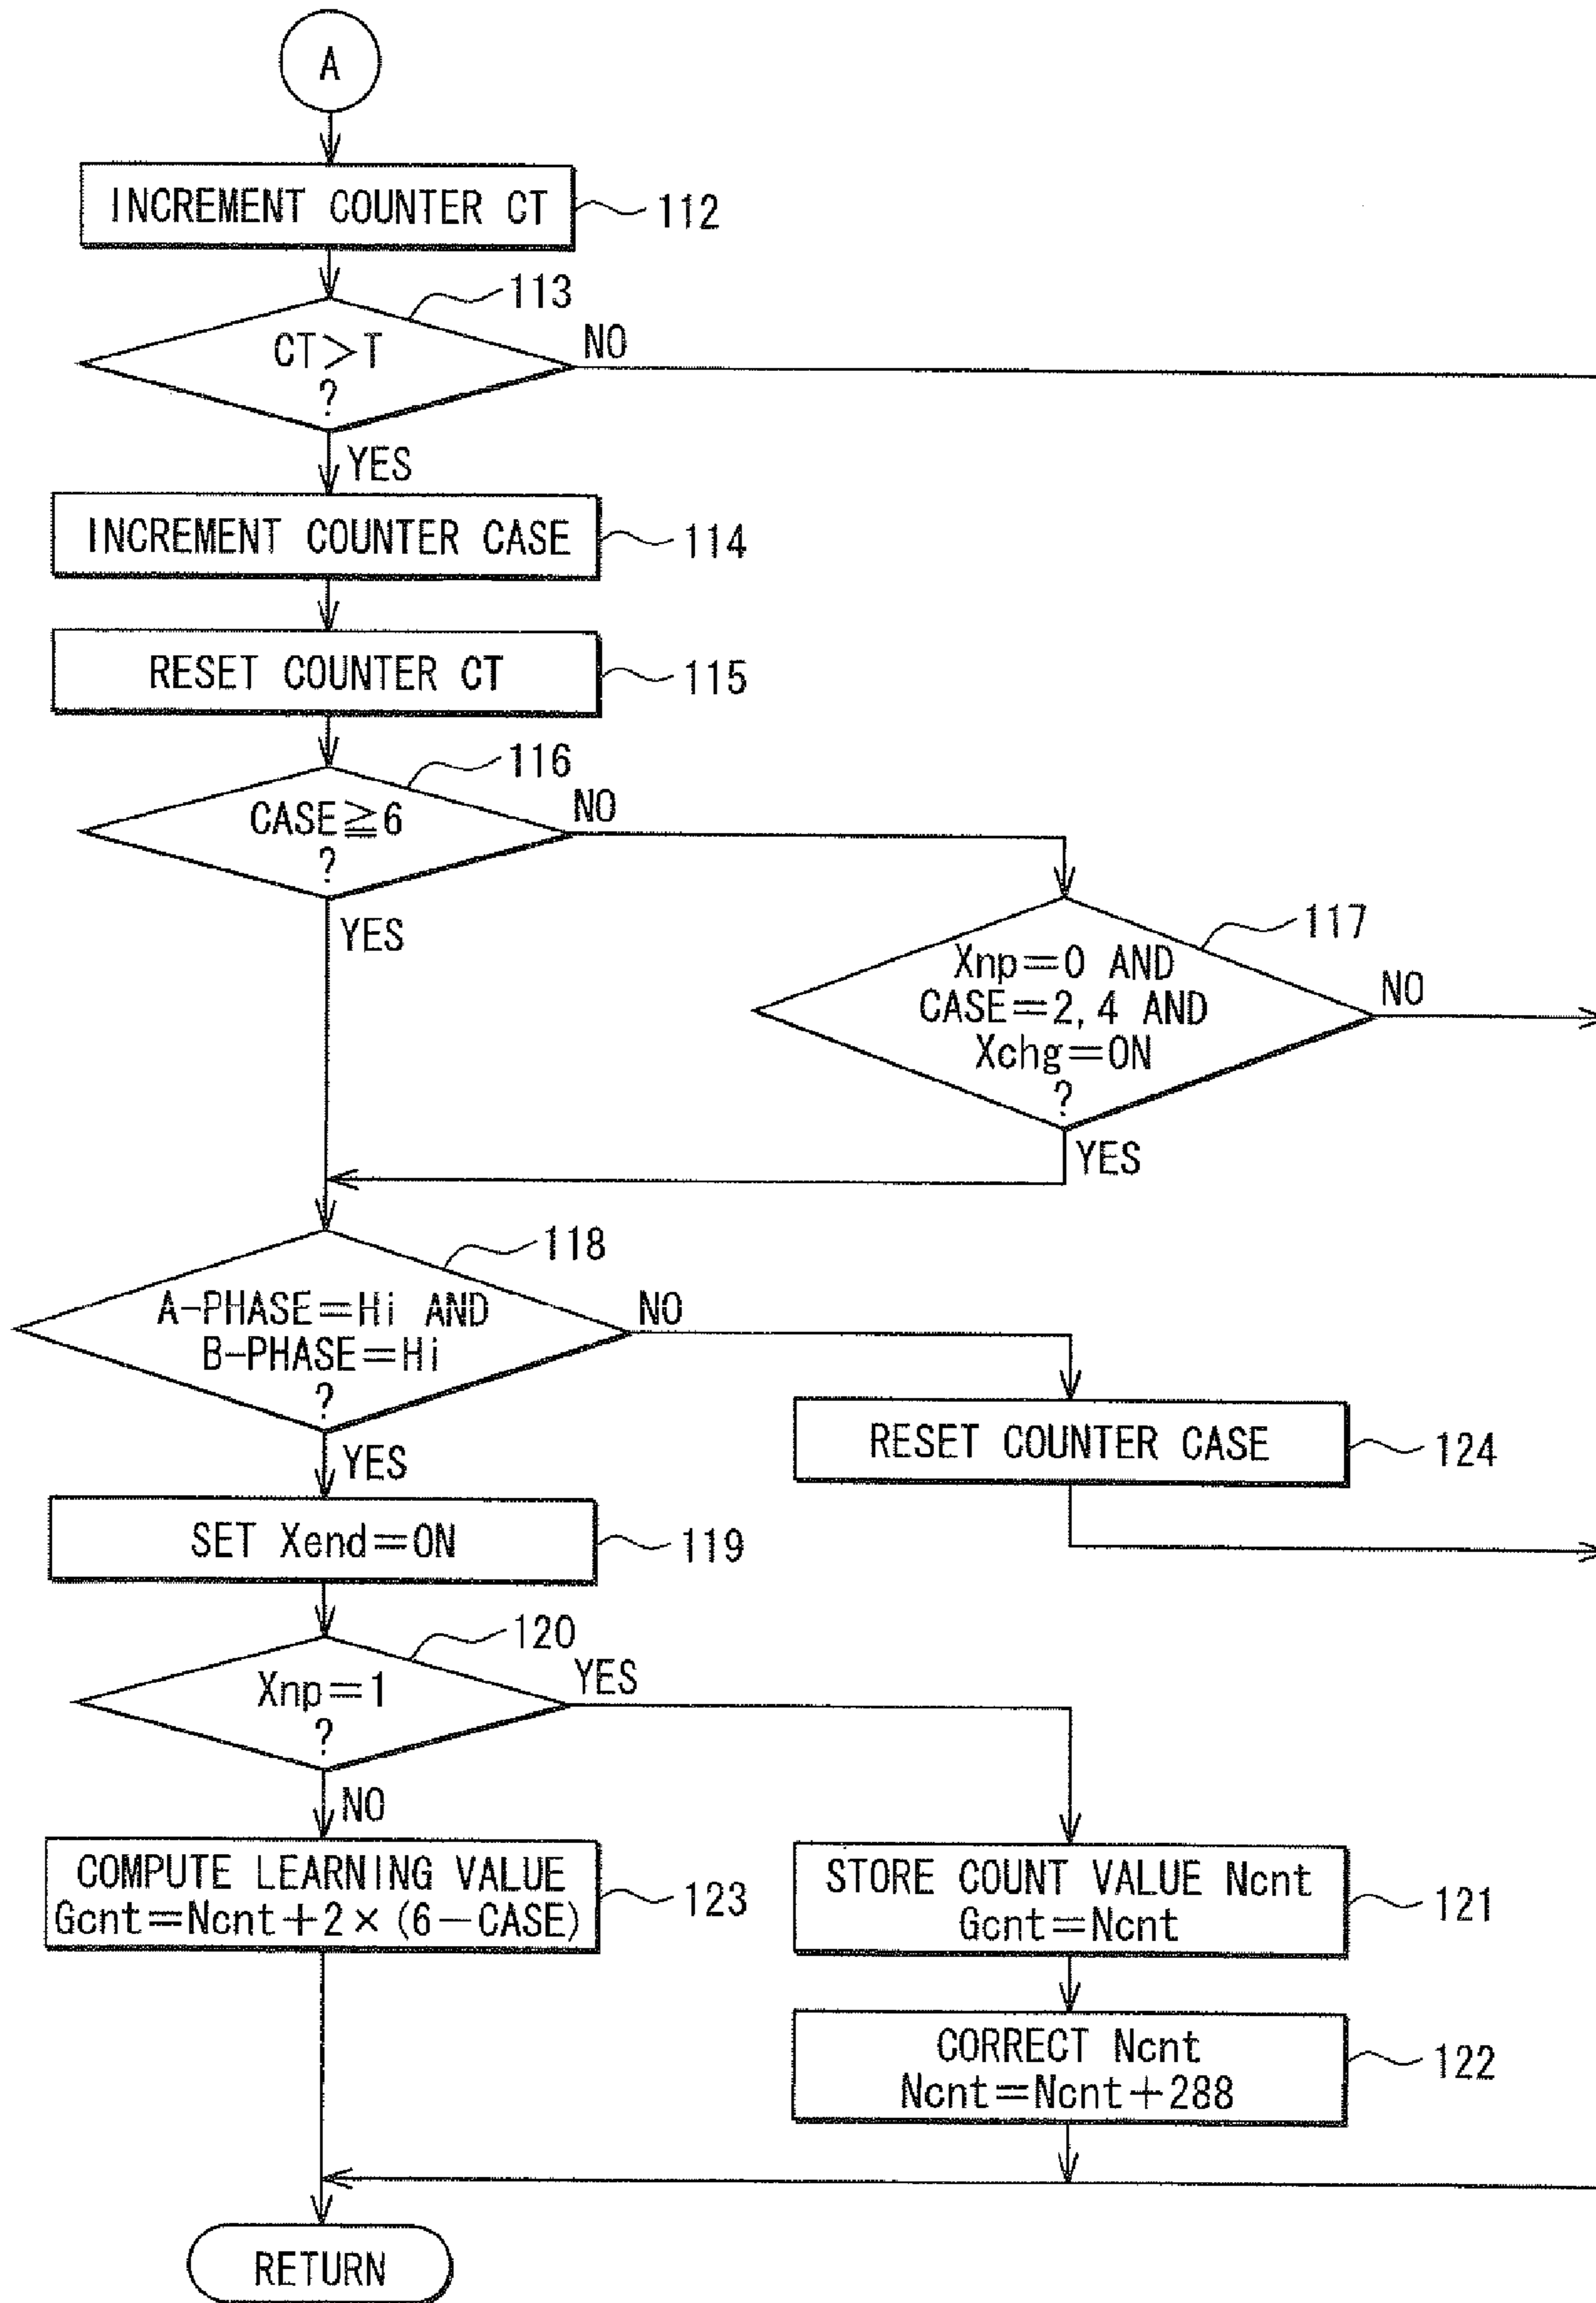 A
INCREMENT COUNTER CT
112
113
CT>T
?
NO
YES
INCREMENT COUNTER CASE
114
RESET COUNTER CT
115
116
CASE≧6
?
NO
YES
117
Xnp=0 AND
CASE=2, 4 AND
Xchg=ON
?
NO
YES
118
A-PHASE=Hi AND
B-PHASE=Hi
?
NO
YES
RESET COUNTER CASE
124
SET Xend=ON
119
120
Xnp=1
?
YES
NO
COMPUTE LEARNING VALUE
Gcnt=Ncnt+2×(6-CASE)
123
STORE COUNT VALUE Ncnt
Gcnt=Ncnt
121
CORRECT Ncnt
Ncnt=Ncnt+288
122
RETURN